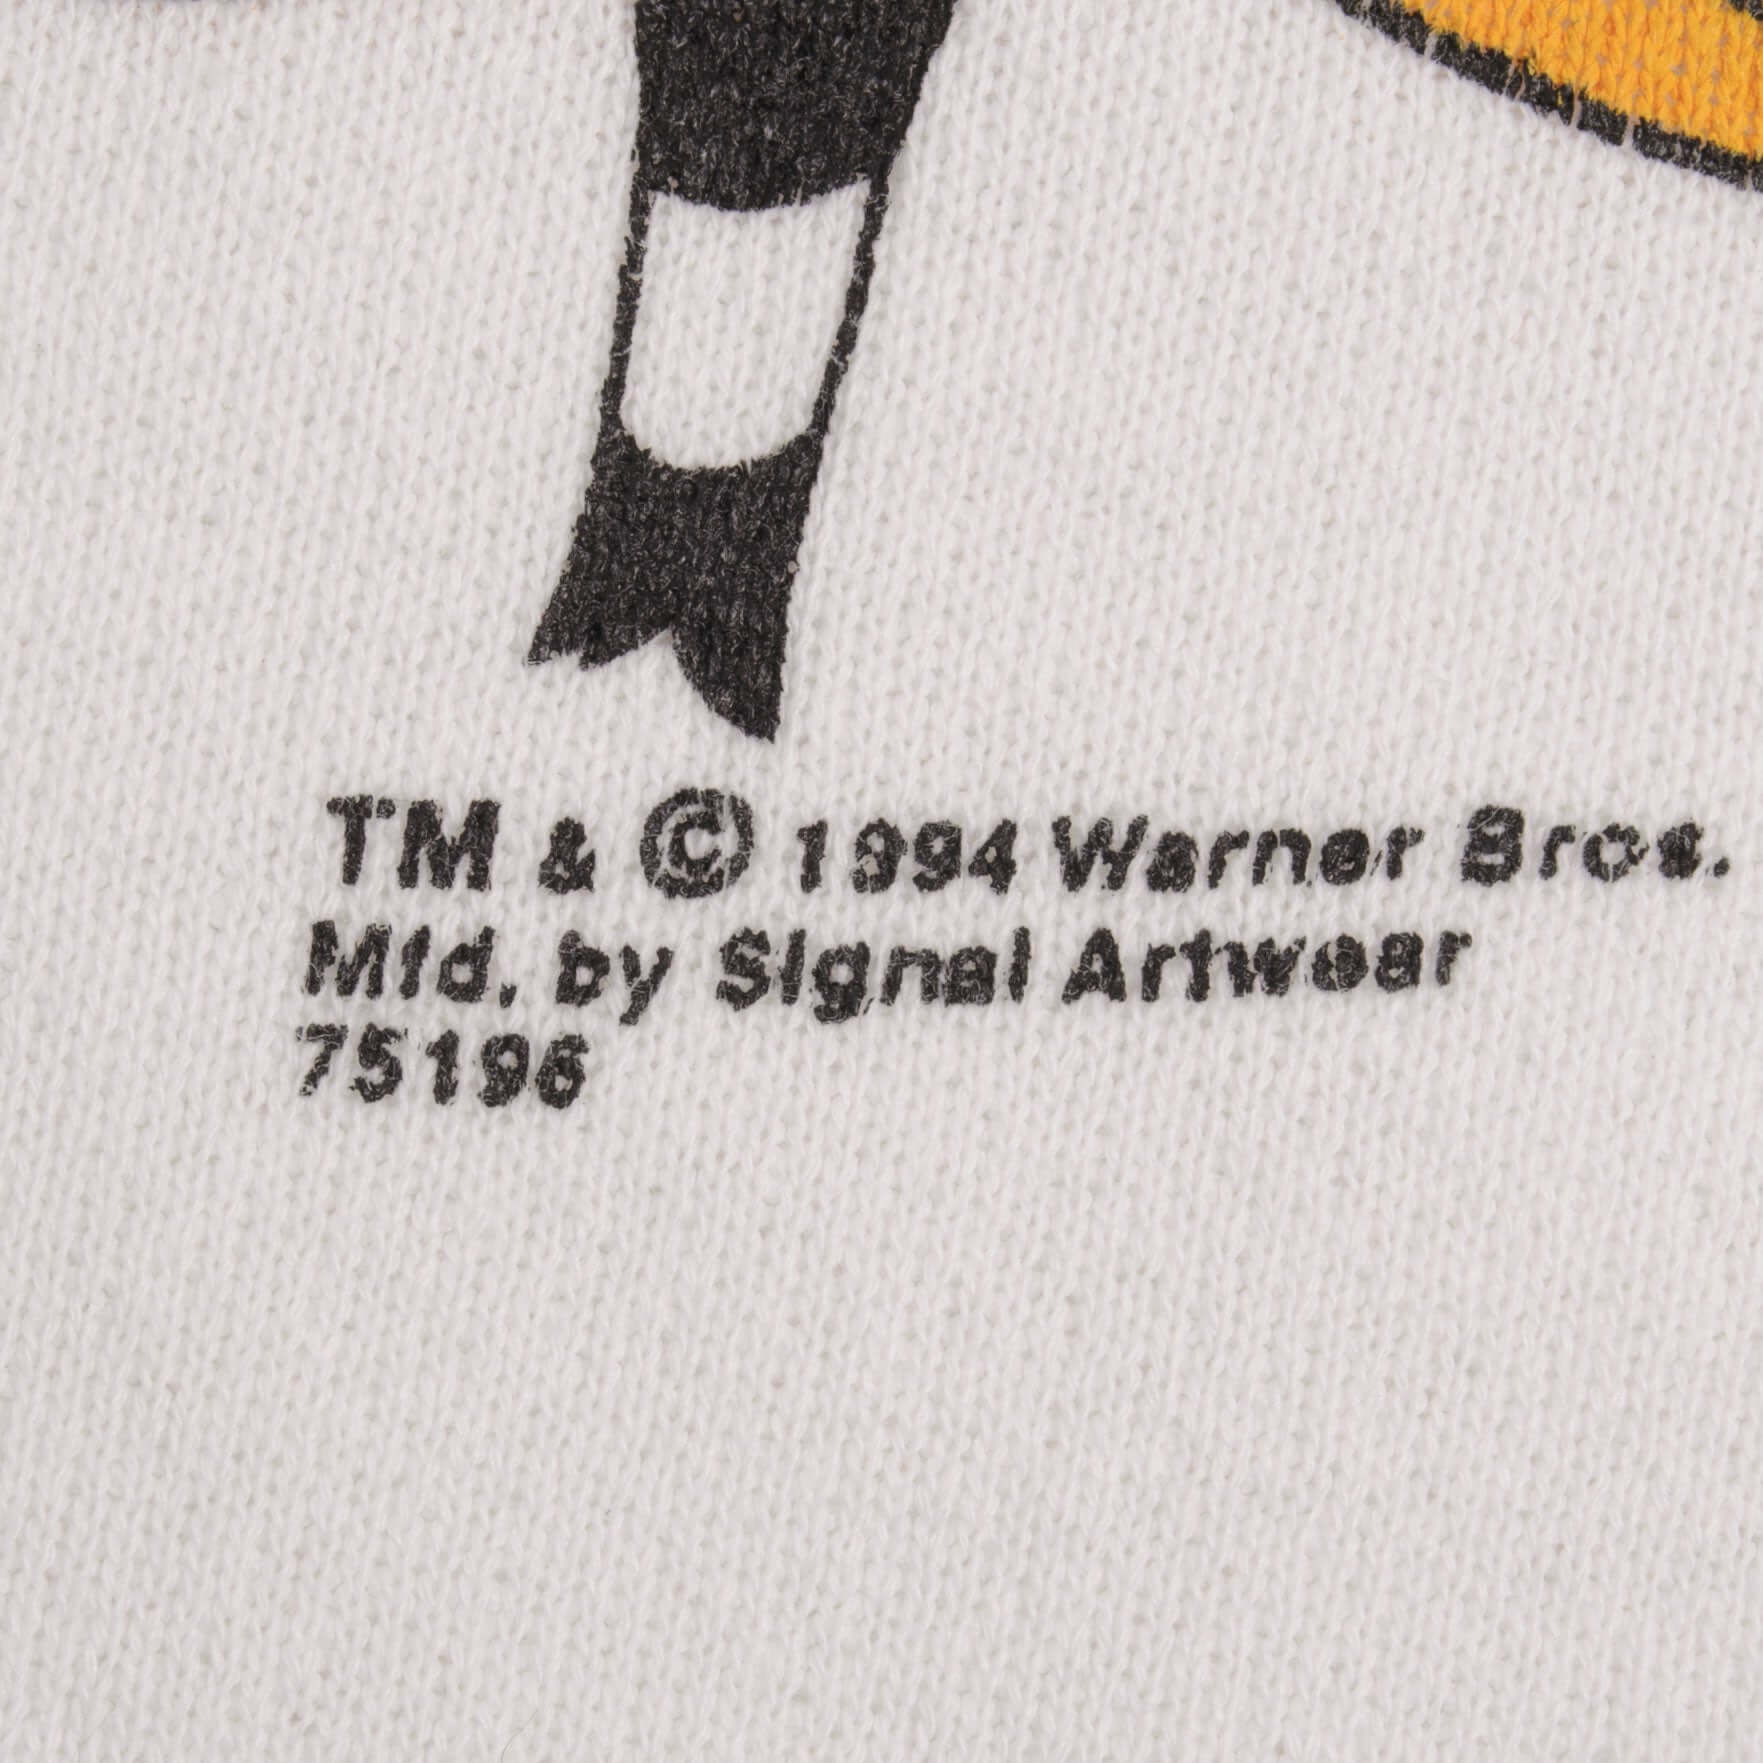 TM & © 1994 Warner Bros.
Mfd. by Signal Artwear
75196